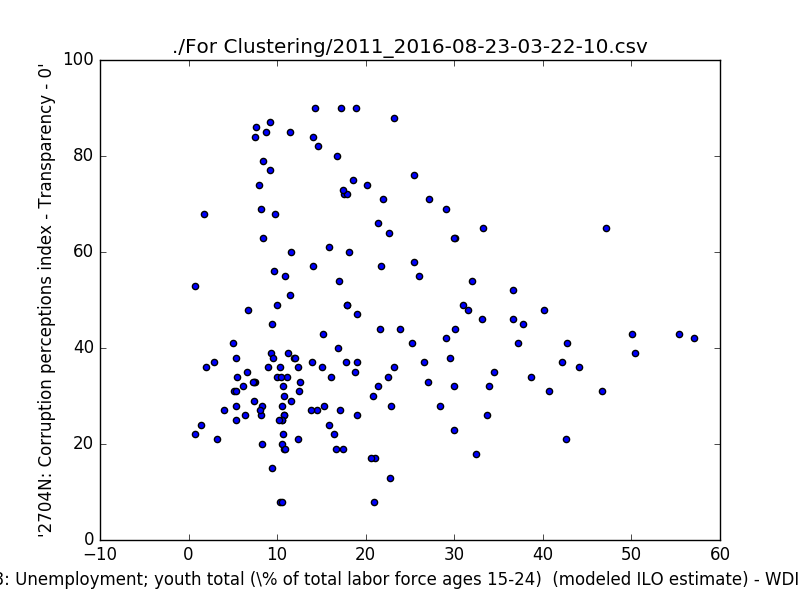 ./For Clustering/2011_2016-08-23-03-22-10.csv
100
80
60
40
20
0
'2704N: Corruption perceptions index - Transparency - 0'
−10 0 10 20 30 40 50 60
3: Unemployment; youth total (\% of total labor force ages 15-24)  (modeled ILO estimate) - WDI